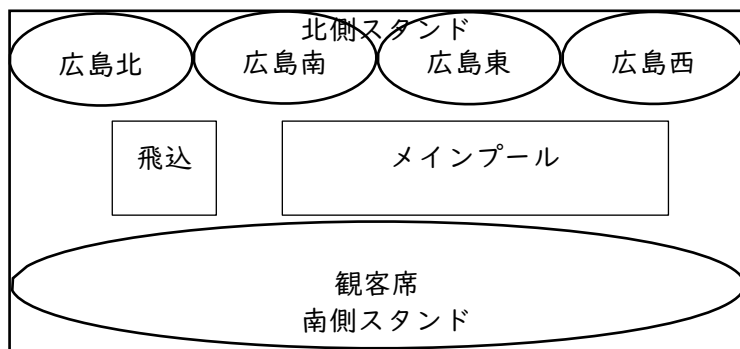 北側スタンド
広島北
広島南
広島東
広島西
飛込
メインプール
観客席
南側スタンド